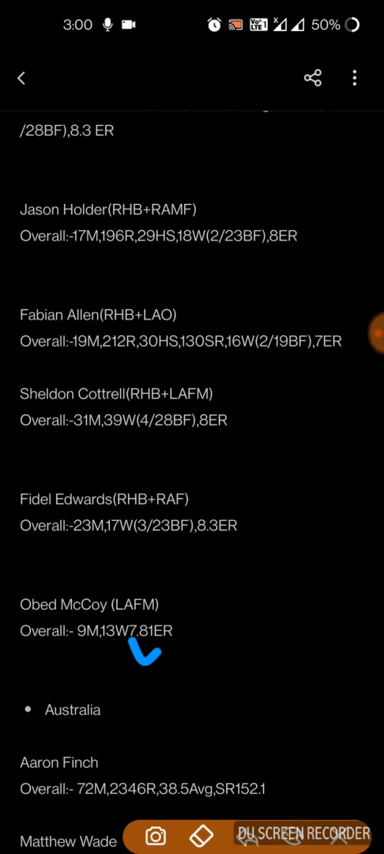 3:00
50%
/28BF),8.3 ER
Jason Holder(RHB+RAMF)
Overall:-17M,196R,29HS,18W(2/23BF),8ER
Fabian Allen(RHB+LAO)
Overall:-19M,212R,30HS,130SR,16W(2/19BF),7ER
Sheldon Cottrell(RHB+LAFM)
Overall:-31M,39W(4/28BF),8ER
Fidel Edwards(RHB+RAF)
Overall:-23M,17W(3/23BF),8.3ER
Obed McCoy (LAFM)
Overall:- 9M,13W7.81ER
• Australia
Aaron Finch
Overall:- 72M,2346R,38.5Avg,SR152.1
Matthew Wade
DU SCREEN RECORDER